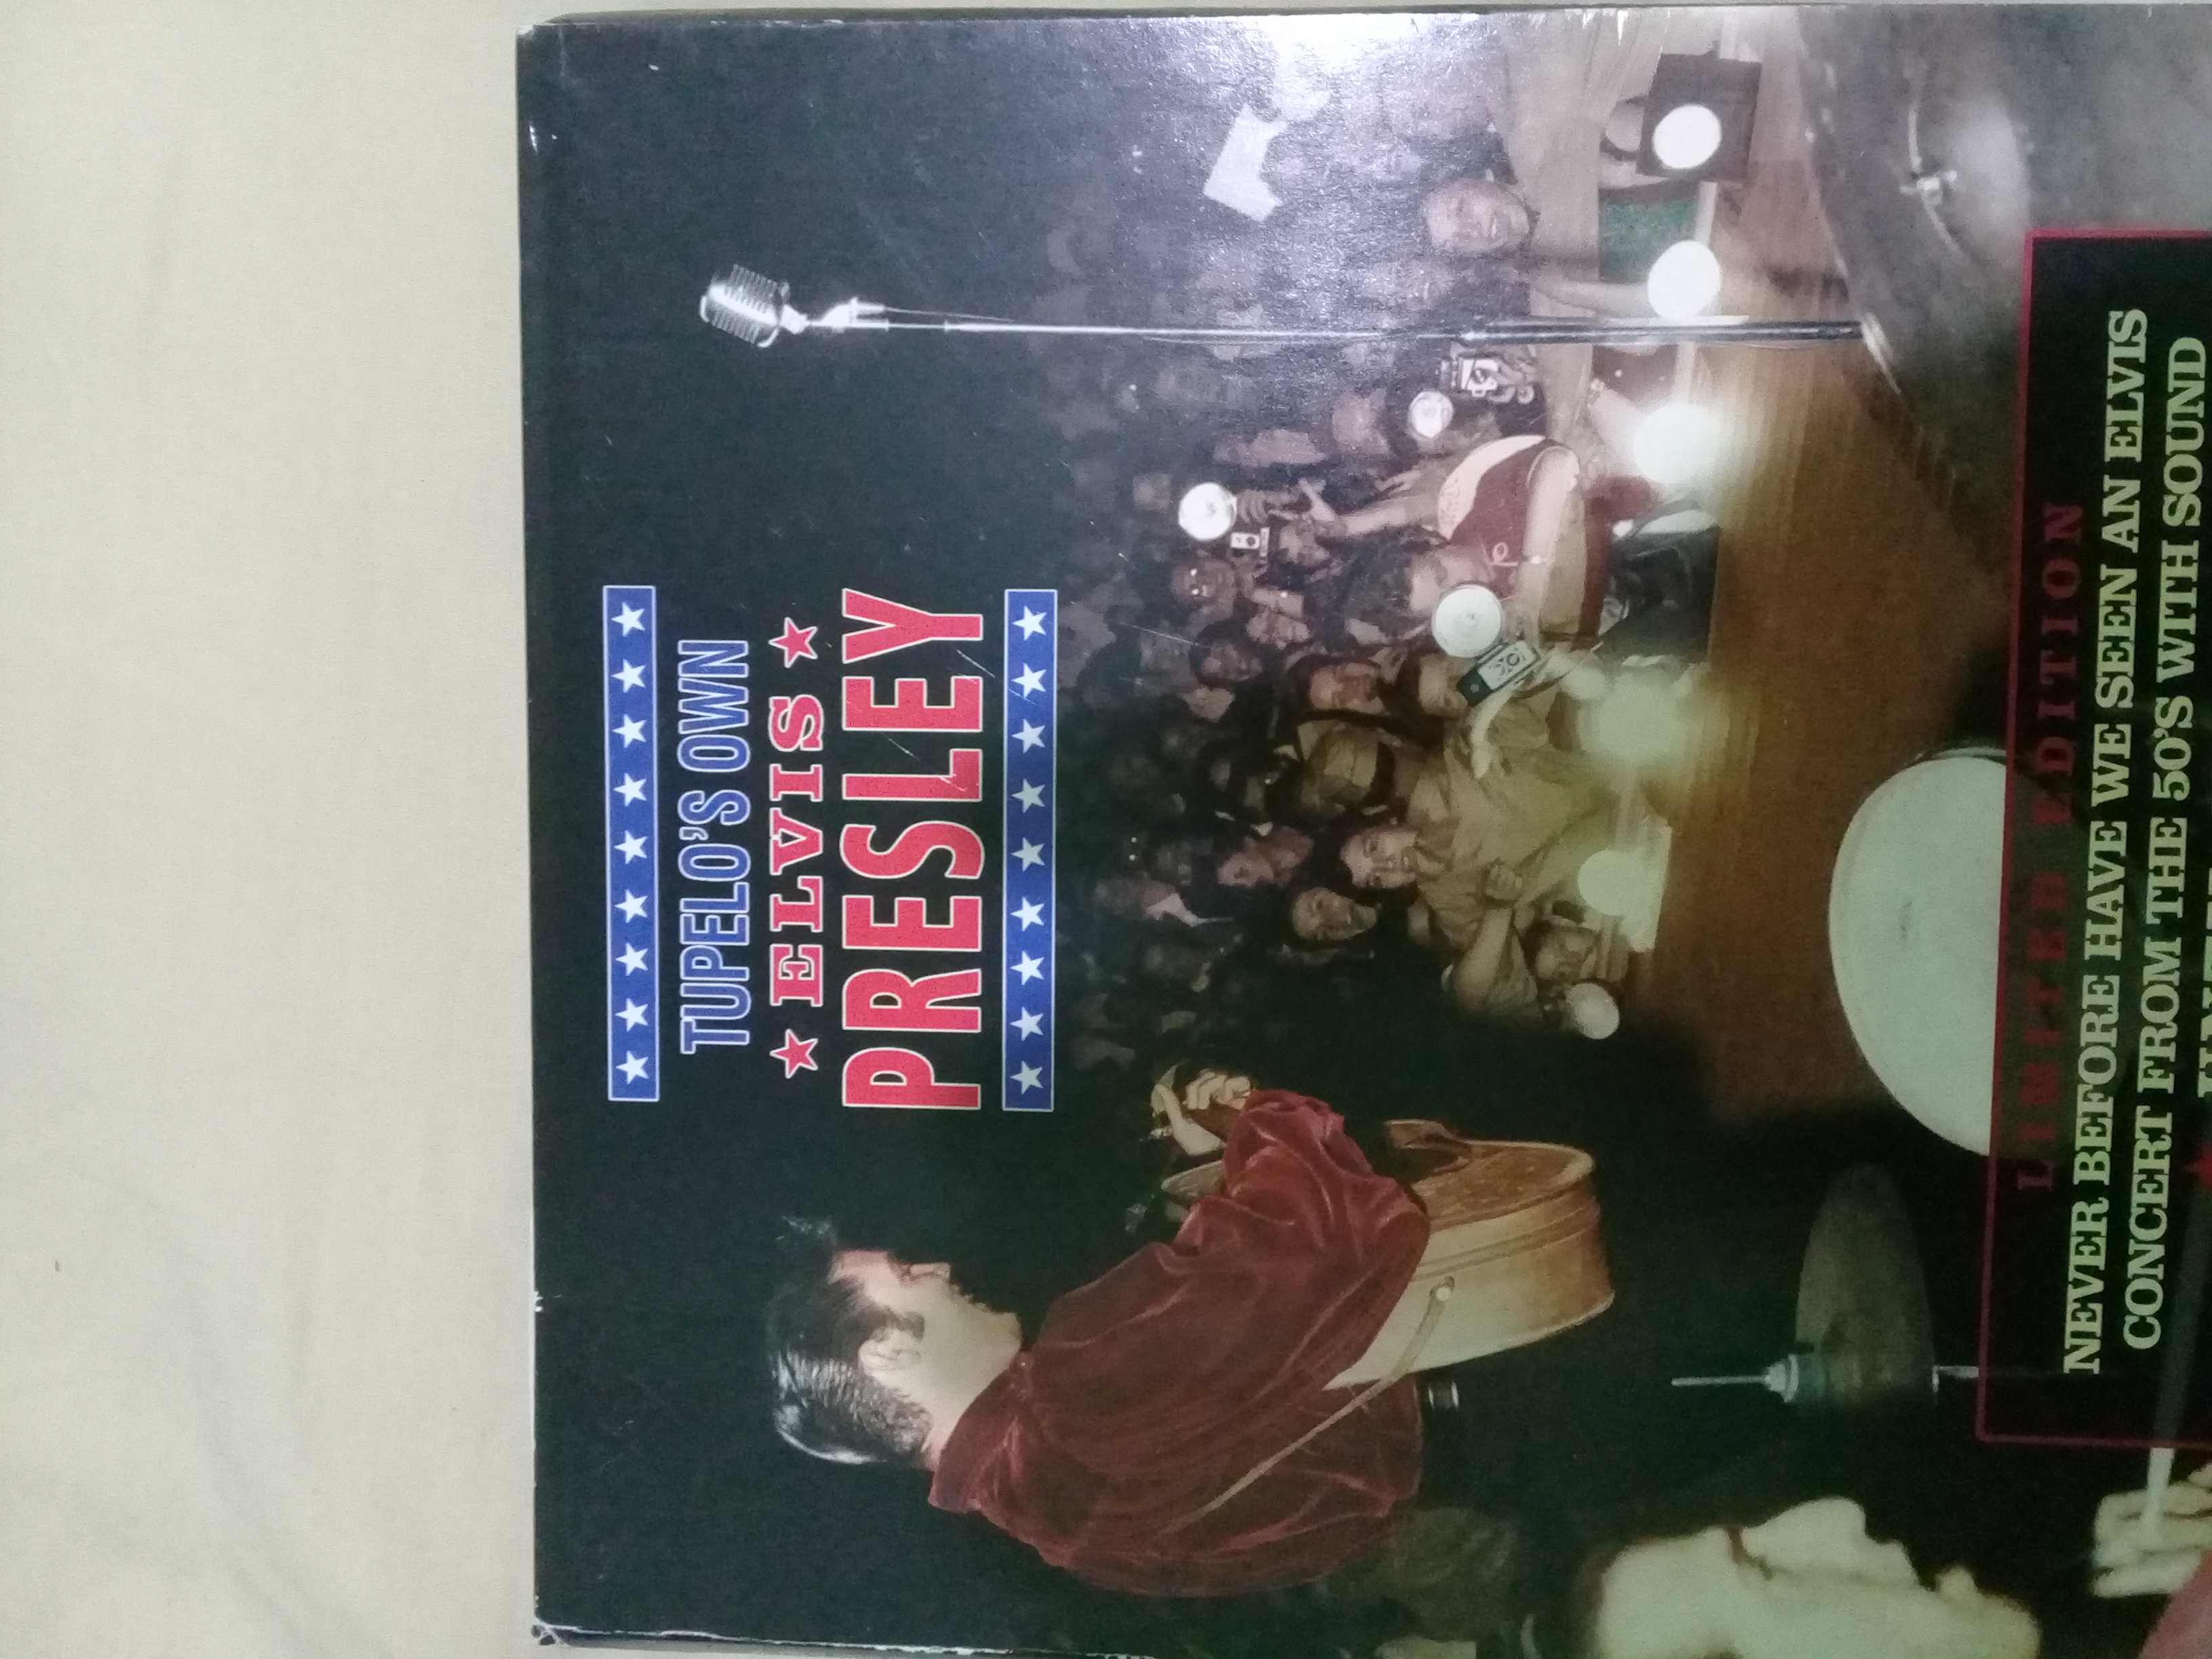 TUPELO'S OWN
ELVIS
PRESLEY
LIMITED EDITION
NEVER BEFORE HAVE WE SEEN AN ELVIS
CONCERT FROM THE 50'S WITH SOUND